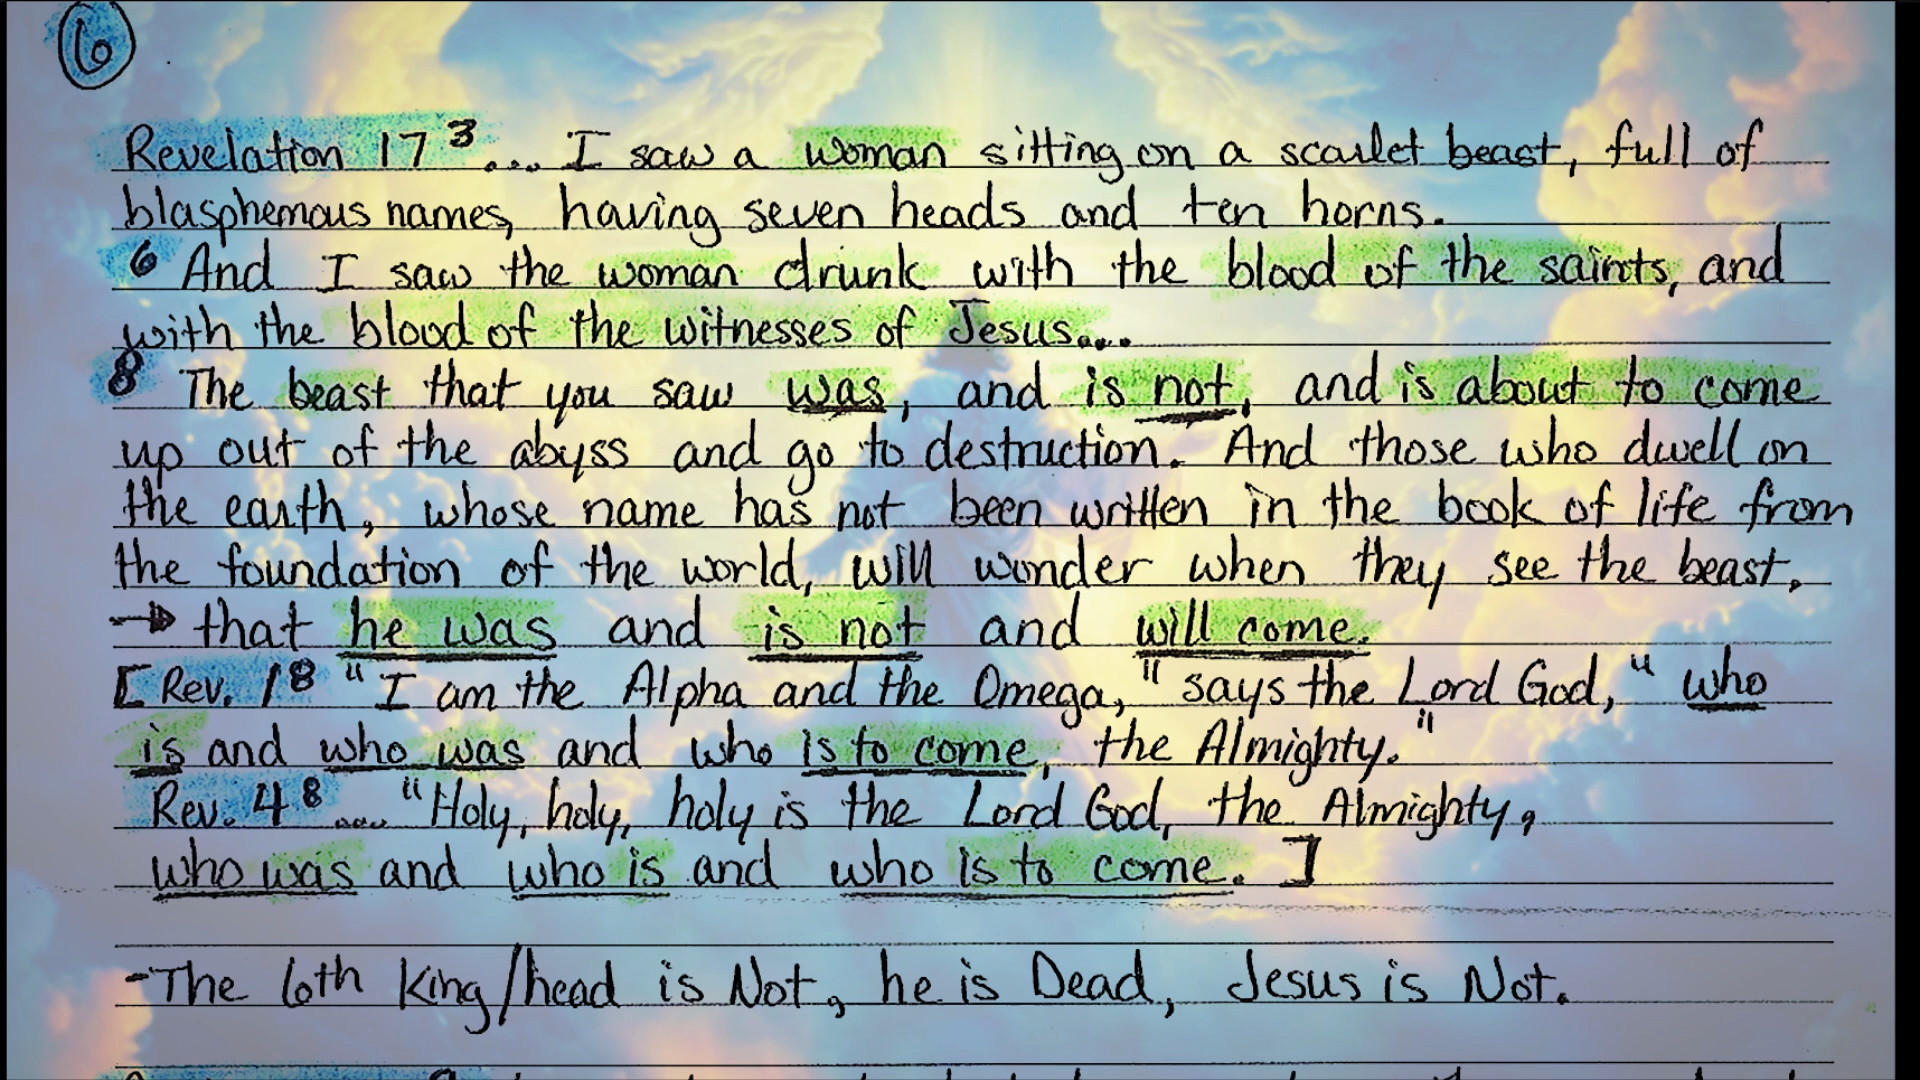 6
Revelation 17 3... I saw a woman sitting on a scarlet beast, full of
blasphemous names, having seven heads and ten horns.
6 And I saw the woman drunk with the blood of the saints, and
with the blood of the witnesses of Jesus...
8 The beast that you saw was, and is not, and is about to come
up out of the abyss and go to destruction. And those who dwell on
the earth, whose name has not been written in the book of life from
the foundation of the world, will wonder when they see the beast,
→ that he was and is not and will come.
[Rev. 1 8 "I am the Alpha and the Omega," says the Lord God, "who
is and who was and who is to come, the Almighty."
Rev. 4 8 .... "Holy, holy, holy is the Lord God, the Almighty,
who was and who is and who is to come.]
-The 6th King/head is Not, he is Dead, Jesus is Not.